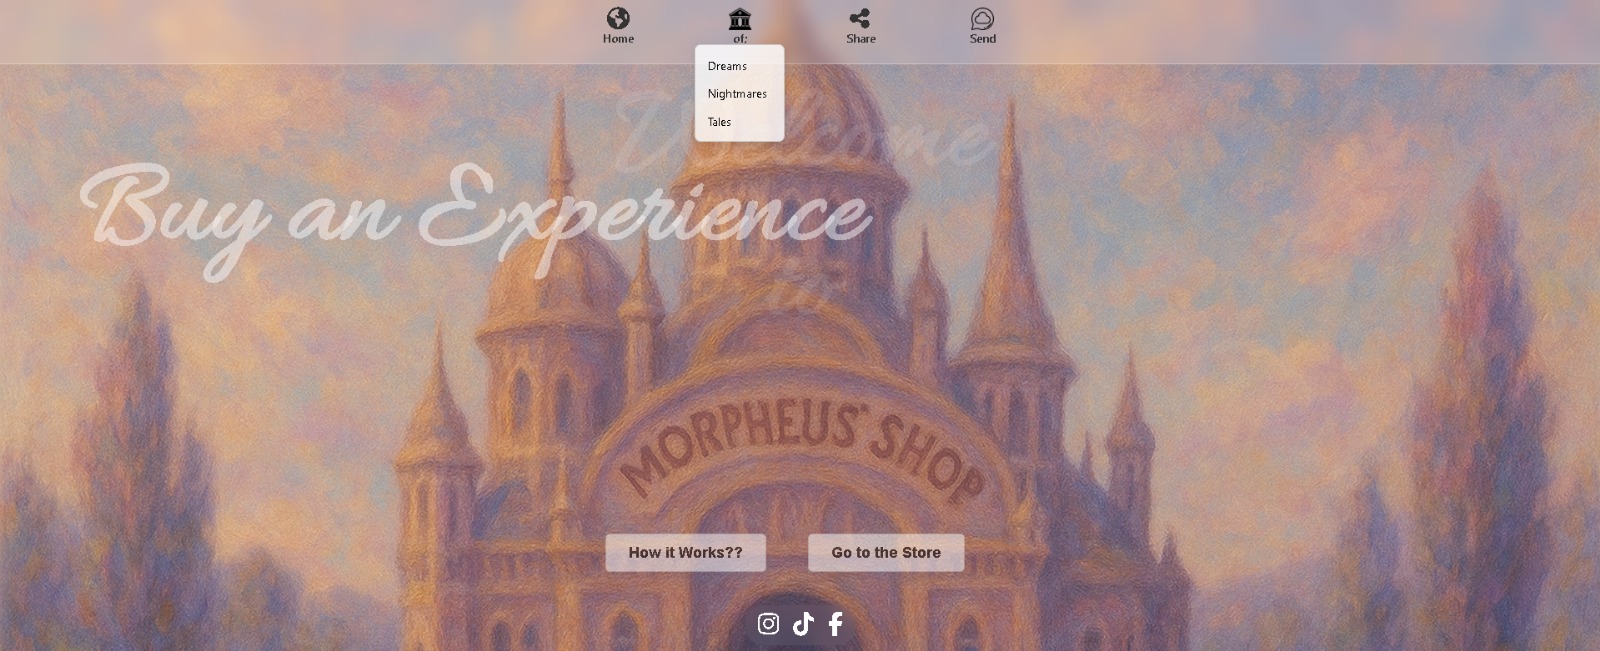 Home
of:
Share
Send
Dreams
Nightmares
Tales
Welcome
Buy an Experience
in
MORPHEUS' SHOP
How it Works??
Go to the Store